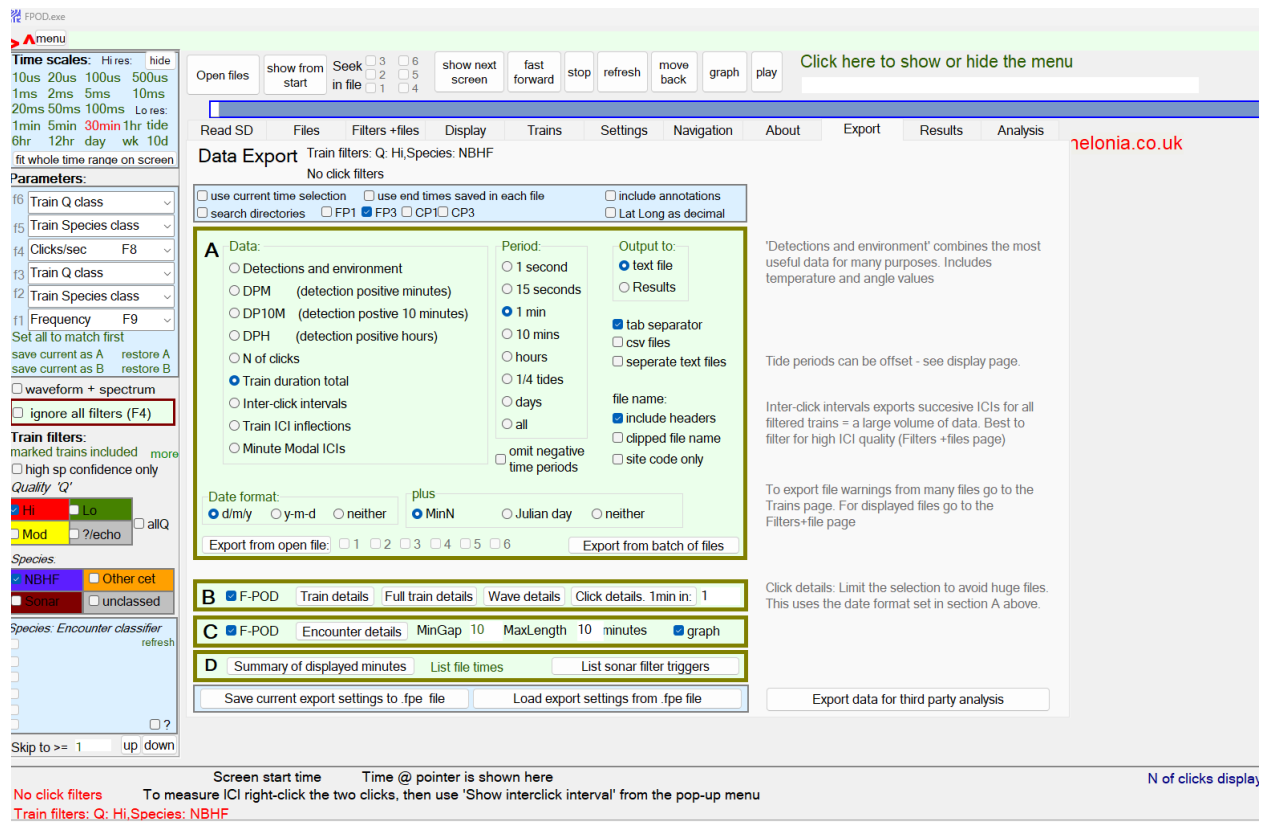 FPOD.exe
> ∧ menu
Time scales: Hi res: hide
10us 20us 100us 500us
1ms 2ms 5ms 10ms
20ms 50ms 100ms Lo res:
1min 5min 30min 1hr tide
6hr 12hr day wk 10d
fit whole time range on screen
Parameters:
f6 Train Q class
f5 Train Species class
f4 Clicks/sec F8
f3 Train Q class
f2 Train Species class
f1 Frequency F9
Set all to match first
save current as A restore A
save current as B restore B
waveform + spectrum
ignore all filters (F4)
Train filters:
marked trains included more
high sp confidence only
Quality 'Q'
Hi Lo
Mod ?/echo allQ
Species.
NBHF Other cet
Sonar unclassed
Species: Encounter classifier
refresh
?
Skip to >= 1 up down
Open files show from start Seek in file 3 6 2 5 1 4 show next screen fast forward stop refresh move back graph play
Click here to show or hide the menu
Read SD Files Filters +files Display Trains Settings Navigation About Export Results Analysis
nelonia.co.uk
Data Export Train filters: Q: Hi,Species: NBHF
No click filters
use current time selection use end times saved in each file include annotations
search directories FP1 FP3 CP1 CP3 Lat Long as decimal
A Data:
Detections and environment
DPM (detection positive minutes)
DP10M (detection postive 10 minutes)
DPH (detection positive hours)
N of clicks
Train duration total
Inter-click intervals
Train ICI inflections
Minute Modal ICIs
Period:
1 second
15 seconds
1 min
10 mins
hours
1/4 tides
days
all
omit negative
time periods
Output to:
text file
Results
tab separator
csv files
seperate text files
file name:
include headers
clipped file name
site code only
Date format:
d/m/y y-m-d neither
plus
MinN Julian day neither
Export from open file: 1 2 3 4 5 6 Export from batch of files
B F-POD Train details Full train details Wave details Click details. 1min in: 1
C F-POD Encounter details MinGap 10 MaxLength 10 minutes graph
D Summary of displayed minutes List file times List sonar filter triggers
Save current export settings to .fpe file Load export settings from .fpe file
'Detections and environment' combines the most
useful data for many purposes. Includes
temperature and angle values
Tide periods can be offset - see display page.
Inter-click intervals exports succesive ICIs for all
filtered trains = a large volume of data. Best to
filter for high ICI quality (Filters +files page)
To export file warnings from many files go to the
Trains page. For displayed files go to the
Filters+file page
Click details: Limit the selection to avoid huge files.
This uses the date format set in section A above.
Export data for third party analysis
Screen start time Time @ pointer is shown here
N of clicks display
No click filters To measure ICI right-click the two clicks, then use 'Show interclick interval' from the pop-up menu
Train filters: Q: Hi,Species: NBHF